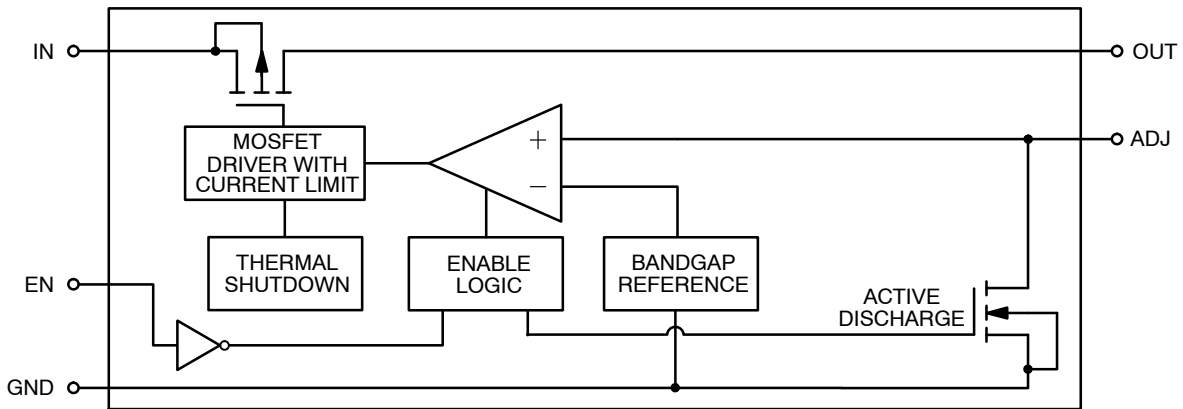 IN
OUT
ADJ
MOSFET
DRIVER WITH
CURRENT LIMIT
+
−
THERMAL
SHUTDOWN
ENABLE
LOGIC
BANDGAP
REFERENCE
EN
ACTIVE
DISCHARGE
GND